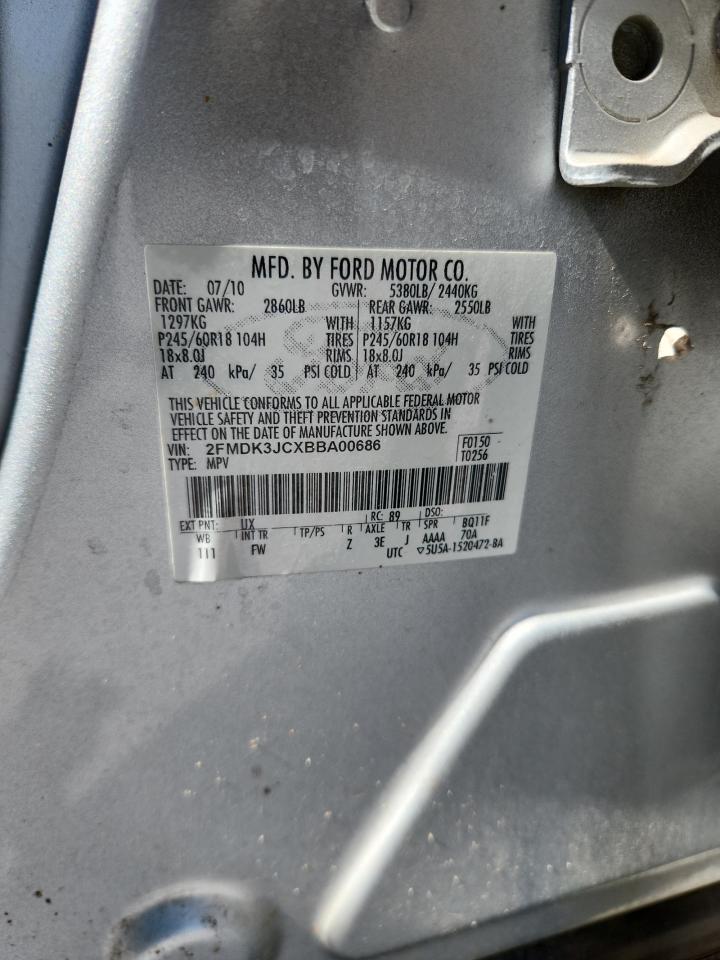 MFD. BY FORD MOTOR CO.
DATE: 07/10 GVWR: 5380LB/ 2440KG
FRONT GAWR: 2860LB REAR GAWR: 2550LB
1297KG WITH 1157KG WITH
P245/60R18 104H TIRES P245/60R18 104H TIRES
18x8.0J RIMS 18x8.0J RIMS
AT 240 kPa/ 35 PSI COLD AT 240 kPa/ 35 PSI COLD
THIS VEHICLE CONFORMS TO ALL APPLICABLE FEDERAL MOTOR
VEHICLE SAFETY AND THEFT PREVENTION STANDARDS IN
EFFECT ON THE DATE OF MANUFACTURE SHOWN ABOVE.
VIN: 2FMDK3JCXBBA00686 F0150
TYPE: MPV T0256
EXT PNT: UX RC: 89 DSO:
WB INT TR TP/PS R AXLE TR SPR BQ11F
111 FW Z 3E J AAAA 70A
UTC ▽5U5A-1520472-BA